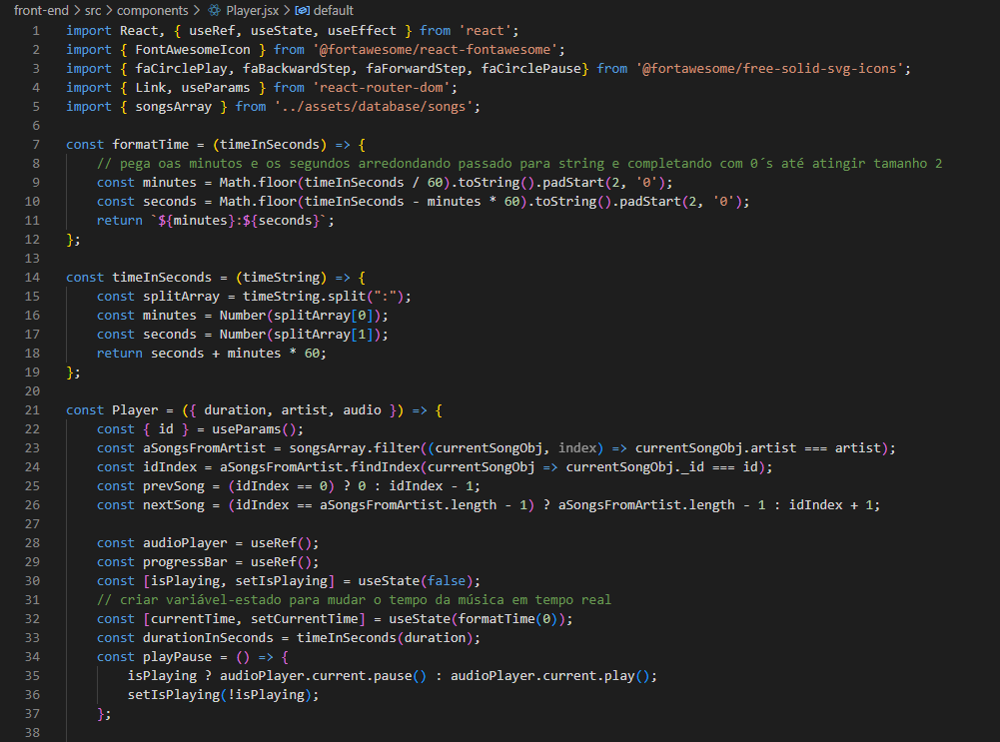 front-end > src > components > Player.jsx > default
1 import React, { useRef, useState, useEffect } from 'react';
2 import { FontAwesomeIcon } from '@fortawesome/react-fontawesome';
3 import { faCirclePlay, faBackwardStep, faForwardStep, faCirclePause} from '@fortawesome/free-solid-svg-icons';
4 import { Link, useParams } from 'react-router-dom';
5 import { songsArray } from '../assets/database/songs';
6
7 const formatTime = (timeInSeconds) => {
8     // pega oas minutos e os segundos arredondando passado para string e completando com 0´s até atingir tamanho 2
9     const minutes = Math.floor(timeInSeconds / 60).toString().padStart(2, '0');
10     const seconds = Math.floor(timeInSeconds - minutes * 60).toString().padStart(2, '0');
11     return `${minutes}:${seconds}`;
12 };
13
14 const timeInSeconds = (timeString) => {
15     const splitArray = timeString.split(":");
16     const minutes = Number(splitArray[0]);
17     const seconds = Number(splitArray[1]);
18     return seconds + minutes * 60;
19 };
20
21 const Player = ({ duration, artist, audio }) => {
22     const { id } = useParams();
23     const aSongsFromArtist = songsArray.filter((currentSongObj, index) => currentSongObj.artist === artist);
24     const idIndex = aSongsFromArtist.findIndex(currentSongObj => currentSongObj._id === id);
25     const prevSong = (idIndex == 0) ? 0 : idIndex - 1;
26     const nextSong = (idIndex == aSongsFromArtist.length - 1) ? aSongsFromArtist.length - 1 : idIndex + 1;
27
28     const audioPlayer = useRef();
29     const progressBar = useRef();
30     const [isPlaying, setIsPlaying] = useState(false);
31     // criar variável-estado para mudar o tempo da música em tempo real
32     const [currentTime, setCurrentTime] = useState(formatTime(0));
33     const durationInSeconds = timeInSeconds(duration);
34     const playPause = () => {
35         isPlaying ? audioPlayer.current.pause() : audioPlayer.current.play();
36         setIsPlaying(!isPlaying);
37     };
38